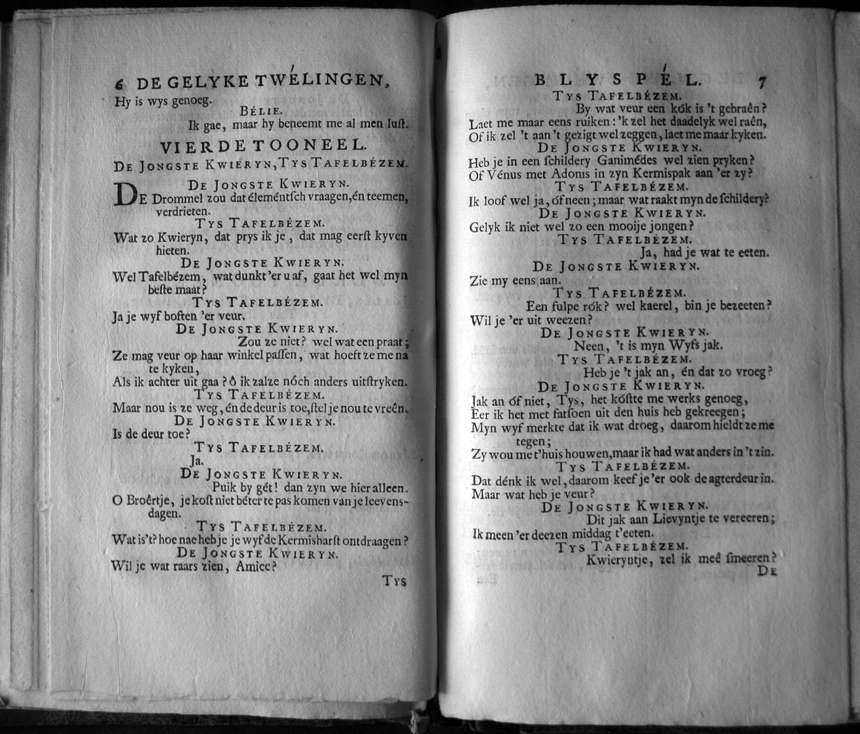 6 DE GELYKE TWÉLINGEN,
Hy is wys genoeg.
BÉLIE.
Ik gae, maar hy beneemt me al men luſt.
VIERDE TOONEEL.
DE JONGSTE KWIERYN, TYS TAFELBÉZEM.
DE JONGSTE KWIERYN.
DE Drommel zou dat élementſch vraagen, én teemen,
verdrieten.
TYS TAFELBÉZEM.
Wat zo Kwieryn, dat prys ik je, dat mag eerſt kyven
hieten.
DE JONGSTE KWIERYN.
Wel Tafelbézem, wat dunkt'er u af, gaat het wel myn
beſte maat?
TYS TAFELBÉZEM.
Ja je wyf boften 'er veur.
DE JONGSTE KWIERYN.
Zou ze niet? wel wat een praat;
Ze mag veur op haar winkel paſſen, wat hoeft ze me na
te kyken,
Als ik achter uit gaa? ô ik zalze nóch anders uitſtryken.
TYS TAFELBÉZEM.
Maar nou is ze weg, én de deur is toe, ſtel je nou te vreên.
DE JONGSTE KWIERYN.
Is de deur toe?
TYS TAFELBÉZEM.
Ja.
DE JONGSTE KWIERYN.
Puik by gét! dan zyn we hier alleen.
O Broêrtje, je koſt niet béter te pas komen van je leevens-
dagen.
TYS TAFELBÉZEM.
Wat is't? hoe nae heb je je wyf de Kermisharſt ontdraagen?
DE JONGSTE KWIERYN.
Wil je wat raars zien, Amice?
TYS
BLYSPÉL. 7
TYS TAFELBÉZEM.
By wat veur een kók is 't gebraên?
Laet me maar eens ruiken: 'k zel het daadelyk wel raên,
Of ik zel 't aan 't gezigt wel zeggen, laet me maar kyken.
DE JONGSTE KWIERYN.
Heb je in een ſchildery Ganimédes wel zien pryken?
Of Vénus met Adonis in zyn Kermispak aan 'er zy?
TYS TAFELBÉZEM.
Ik loof wel ja, óf neen; maar wat raakt myn de ſchildery?
DE JONGSTE KWIERYN.
Gelyk ik niet wel zo een mooije jongen?
TYS TAFELBÉZEM.
Ja, had je wat te eeten.
DE JONGSTE KWIERYN.
Zie my eens aan.
TYS TAFELBÉZEM.
Een fulpe rók? wel kaerel, bin je bezeeten?
Wil je 'er uit weezen?
DE JONGSTE KWIERYN.
Neen, 't is myn Wyfs jak.
TYS TAFELBÉZEM.
Heb je 't jak an, én dat zo vroeg?
DE JONGSTE KWIERYN.
Jak an óf niet, Tys, het kóſtte me werks genoeg,
Eer ik het met fatſoen uit den huis heb gekreegen;
Myn wyf merkte dat ik wat droeg, daarom hieldt ze me
tegen;
Zy wou me t'huis houwen, maar ik had wat anders in 't zin.
TYS TAFELBÉZEM.
Dat dénk ik wel, daarom keef je 'er ook de agterdeur in.
Maar wat heb je veur?
DE JONGSTE KWIERYN.
Dit jak aan Lievyntje te vereeren;
Ik meen 'er deezen middag t'eeten.
TYS TAFELBÉZEM.
Kwieryntje, zel ik meê ſmeeren?
DE